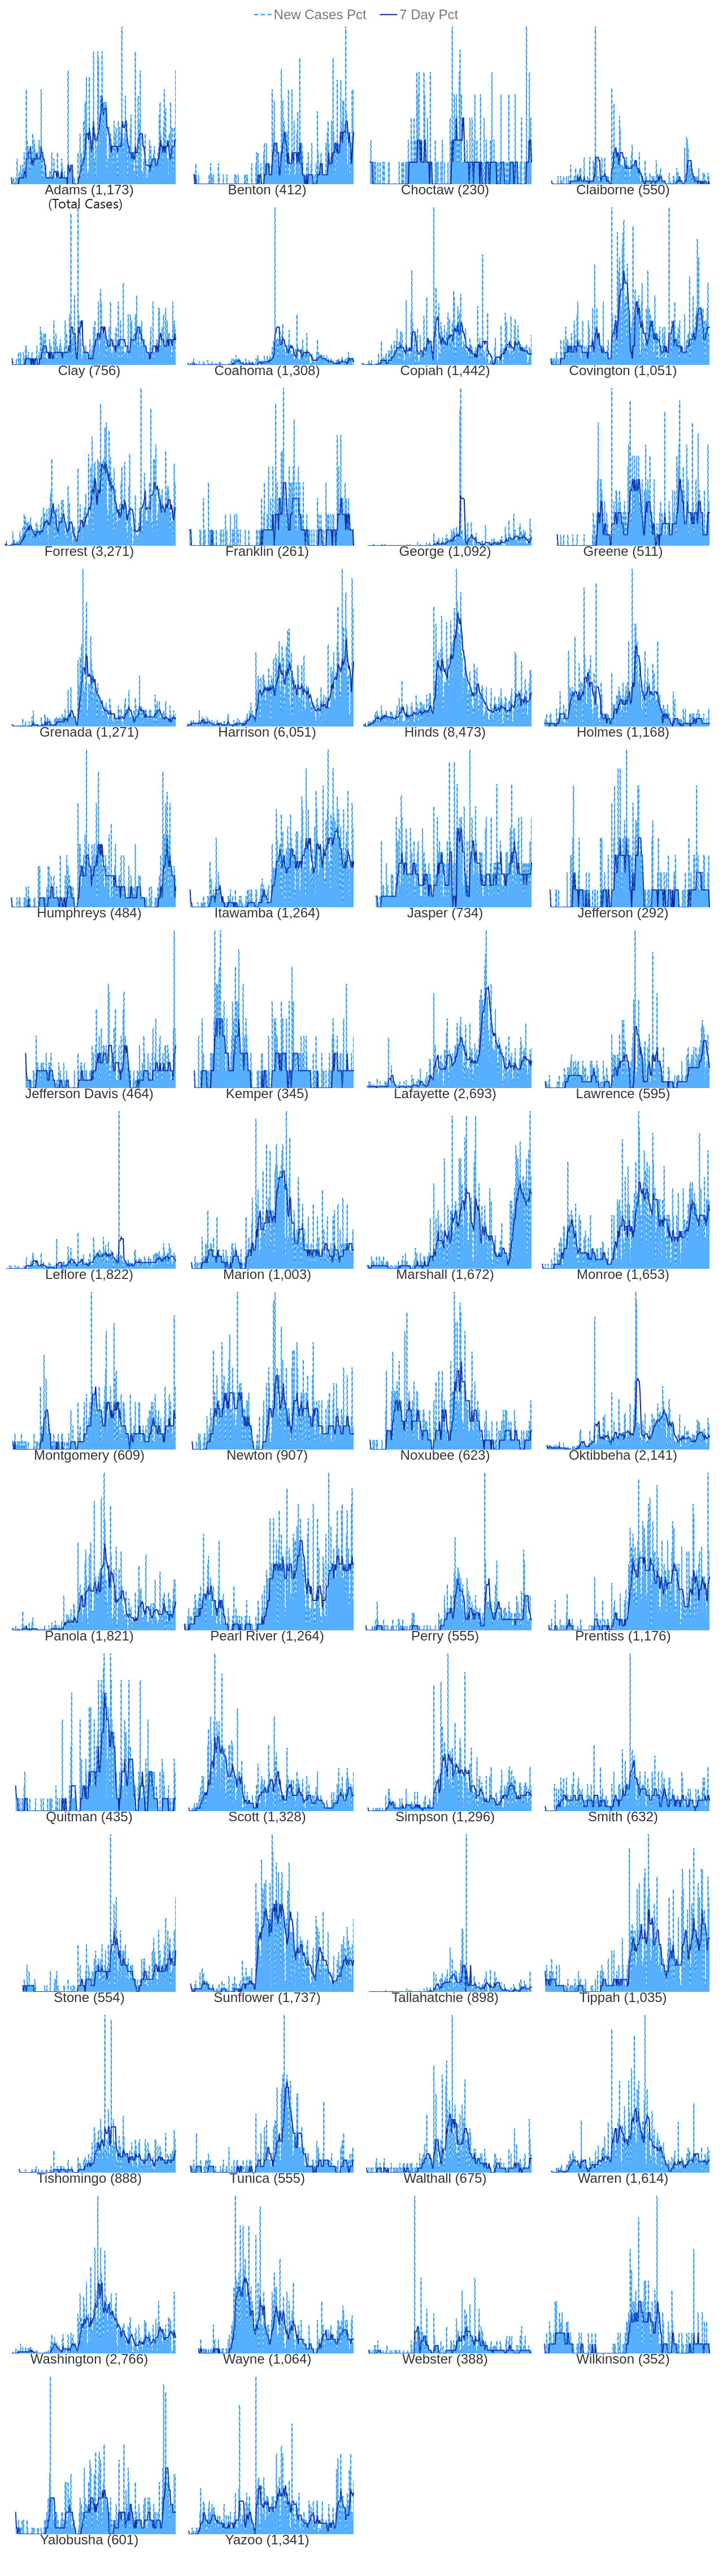 New Cases Pct 7 Day Pct
Adams (1,173) Benton (412) Choctaw (230) Claiborne (550)
(Total Cases)
Clay (756) Coahoma (1,308) Copiah (1,442) Covington (1,051)
Forrest (3,271) Franklin (261) George (1,092) Greene (511)
Grenada (1,271) Harrison (6,051) Hinds (8,473) Holmes (1,168)
Humphreys (484) Itawamba (1,264) Jasper (734) Jefferson (292)
Jefferson Davis (464) Kemper (345) Lafayette (2,693) Lawrence (595)
Leflore (1,822) Marion (1,003) Marshall (1,672) Monroe (1,653)
Montgomery (609) Newton (907) Noxubee (623) Oktibbeha (2,141)
Panola (1,821) Pearl River (1,264) Perry (555) Prentiss (1,176)
Quitman (435) Scott (1,328) Simpson (1,296) Smith (632)
Stone (554) Sunflower (1,737) Tallahatchie (898) Tippah (1,035)
Tishomingo (888) Tunica (555) Walthall (675) Warren (1,614)
Washington (2,766) Wayne (1,064) Webster (388) Wilkinson (352)
Yalobusha (601) Yazoo (1,341)